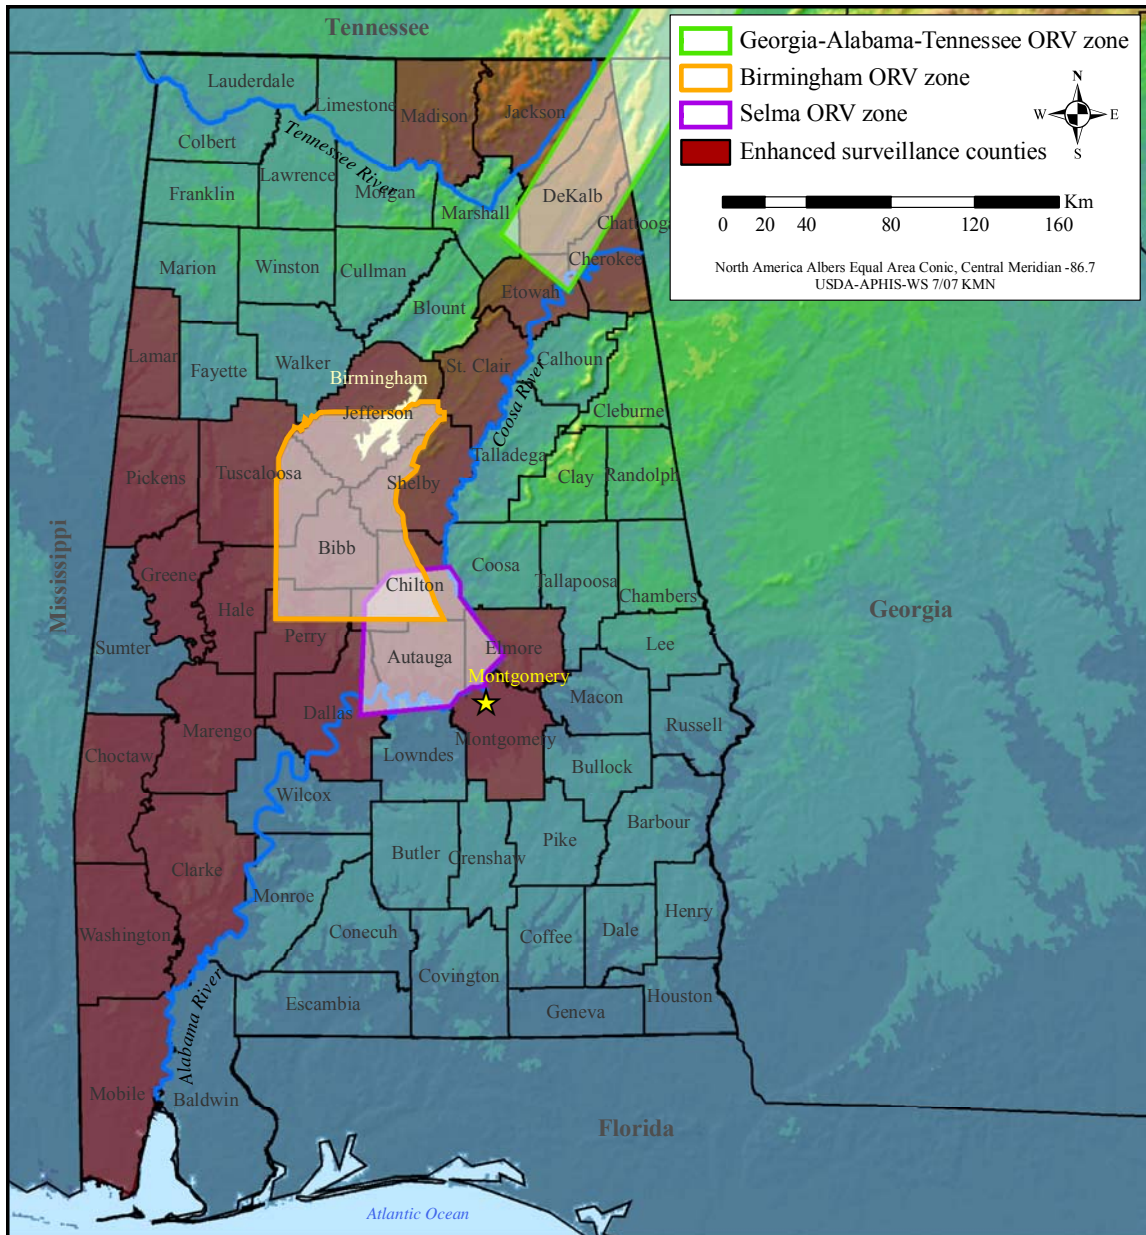 Tennessee
Georgia-Alabama-Tennessee ORV zone
Birmingham ORV zone
Selma ORV zone
Enhanced surveillance counties
N
W
E
S
Km
0 20 40 80 120 160
North America Albers Equal Area Conic, Central Meridian -86.7
USDA-APHIS-WS 7/07 KMN
Lauderdale
Limestone
Madison
Jackson
Colbert
Tennessee River
Lawrence
Franklin
Morgan
Marshall
DeKalb
Chattooga
Cherokee
Marion
Winston
Cullman
Etowah
Blount
Lamar
Fayette
Walker
St. Clair
Calhoun
Birmingham
Jefferson
Coosa River
Cleburne
Pickens
Tuscaloosa
Shelby
Talladega
Clay
Randolph
Mississippi
Bibb
Greene
Chilton
Coosa
Tallapoosa
Chambers
Georgia
Hale
Perry
Sumter
Autauga
Elmore
Lee
Montgomery
Macon
Dallas
Marengo
Russell
Choctaw
Lowndes
Montgomery
Bullock
Wilcox
Barbour
Pike
Butler
Crenshaw
Clarke
Monroe
Henry
Washington
Conecuh
Coffee
Dale
Covington
Houston
Escambia
Geneva
Alabama River
Mobile
Baldwin
Florida
Atlantic Ocean